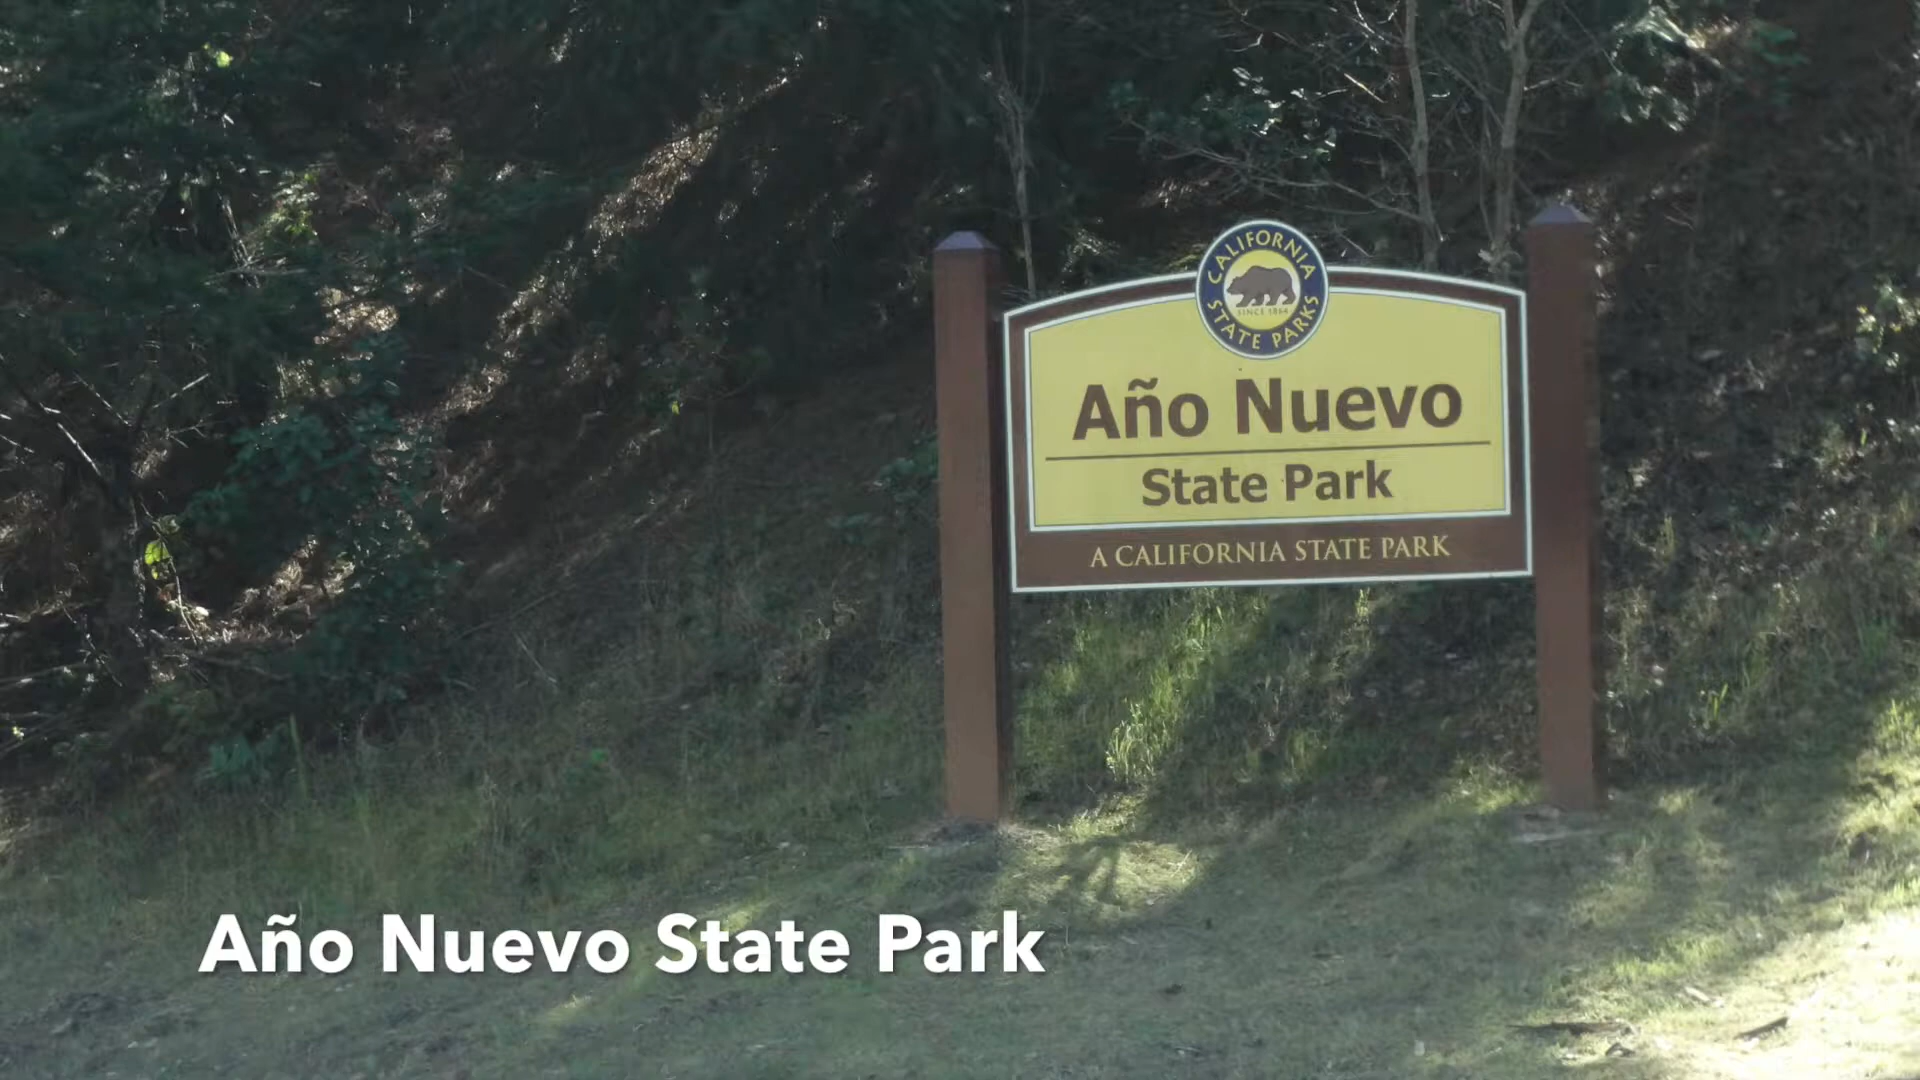 CALIFORNIA
SINCE 1864
STATE PARKS
Año Nuevo
State Park
A CALIFORNIA STATE PARK
Año Nuevo State Park